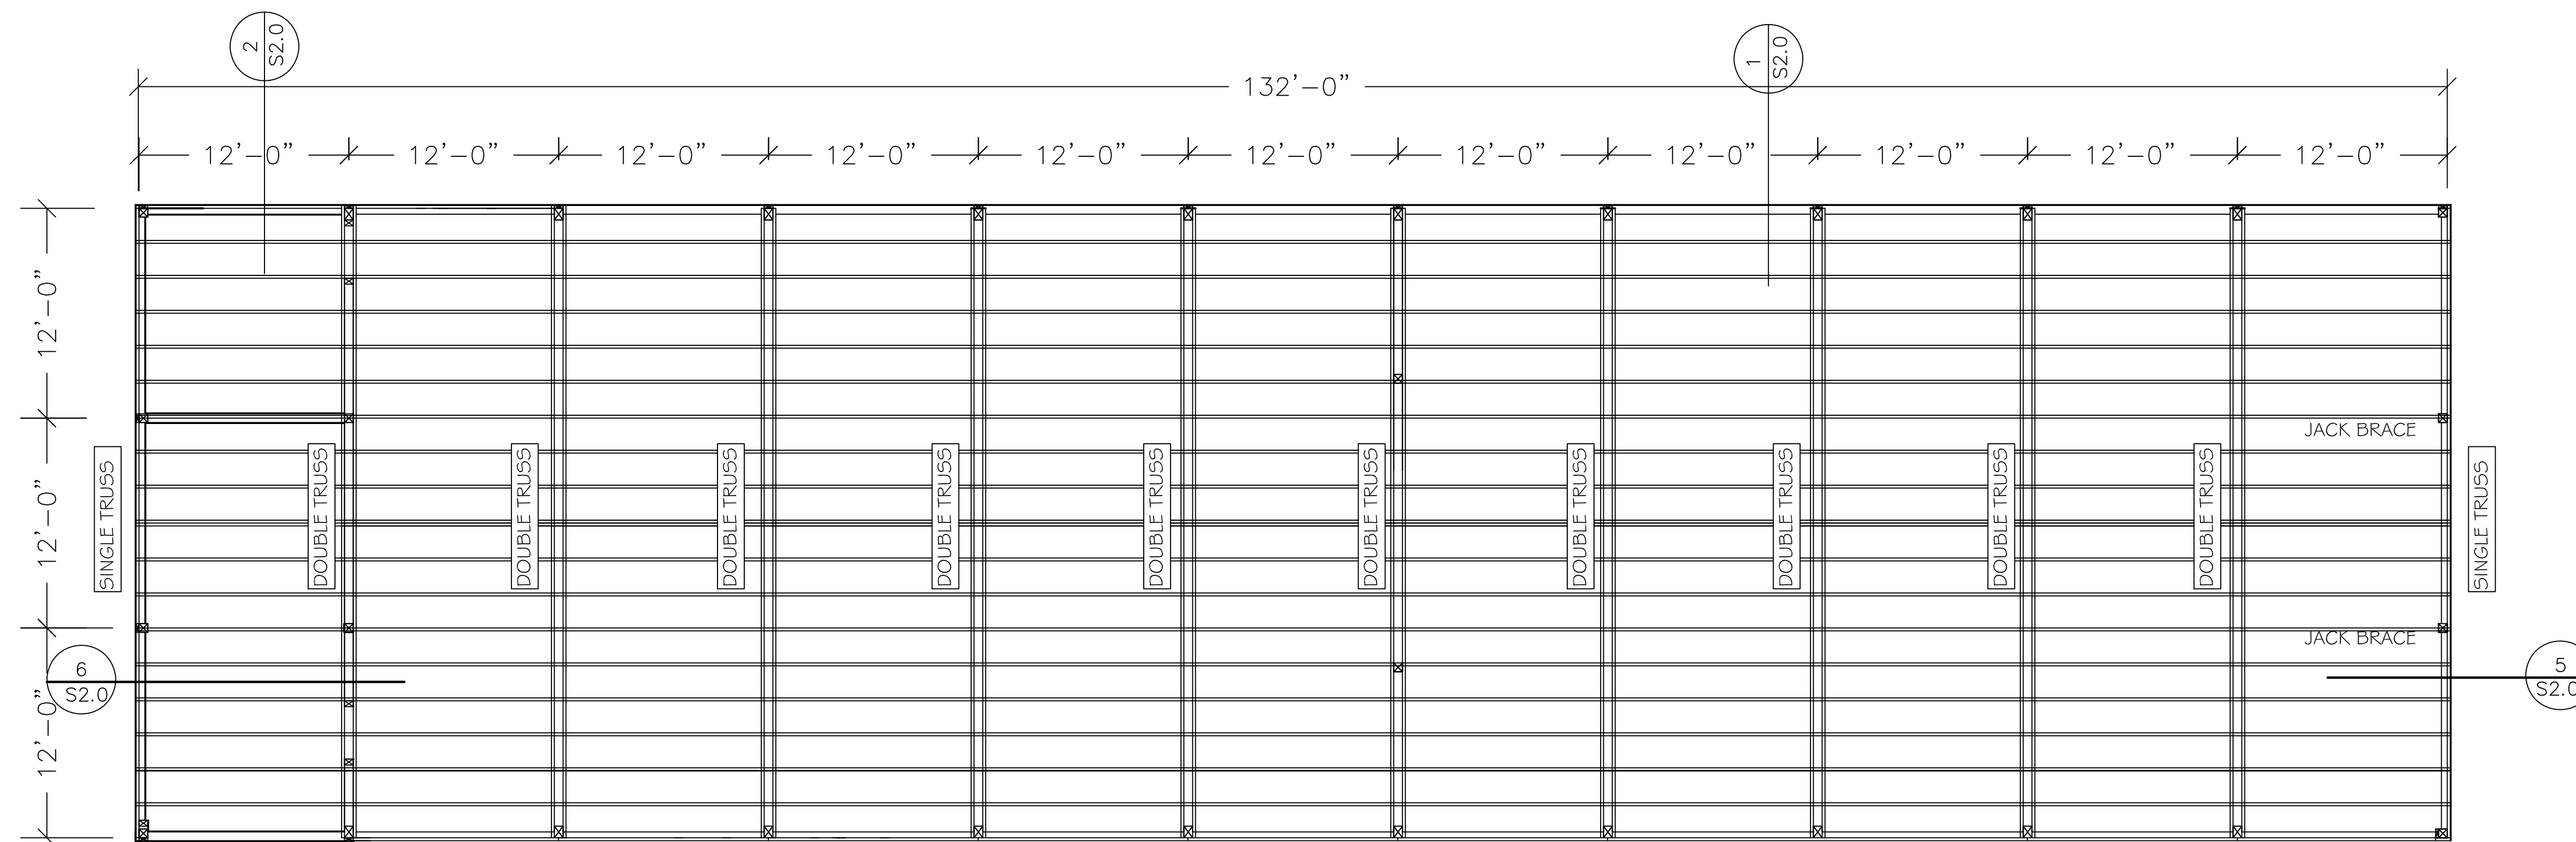 2
S2.0
1
S2.0
132’–0”
12’–0” 12’–0” 12’–0” 12’–0” 12’–0” 12’–0” 12’–0” 12’–0” 12’–0” 12’–0” 12’–0”
12’–0”
12’–0”
12’–0”
SINGLE TRUSS
DOUBLE TRUSS
DOUBLE TRUSS
DOUBLE TRUSS
DOUBLE TRUSS
DOUBLE TRUSS
DOUBLE TRUSS
DOUBLE TRUSS
DOUBLE TRUSS
DOUBLE TRUSS
DOUBLE TRUSS
SINGLE TRUSS
JACK BRACE
JACK BRACE
6
S2.0
5
S2.0